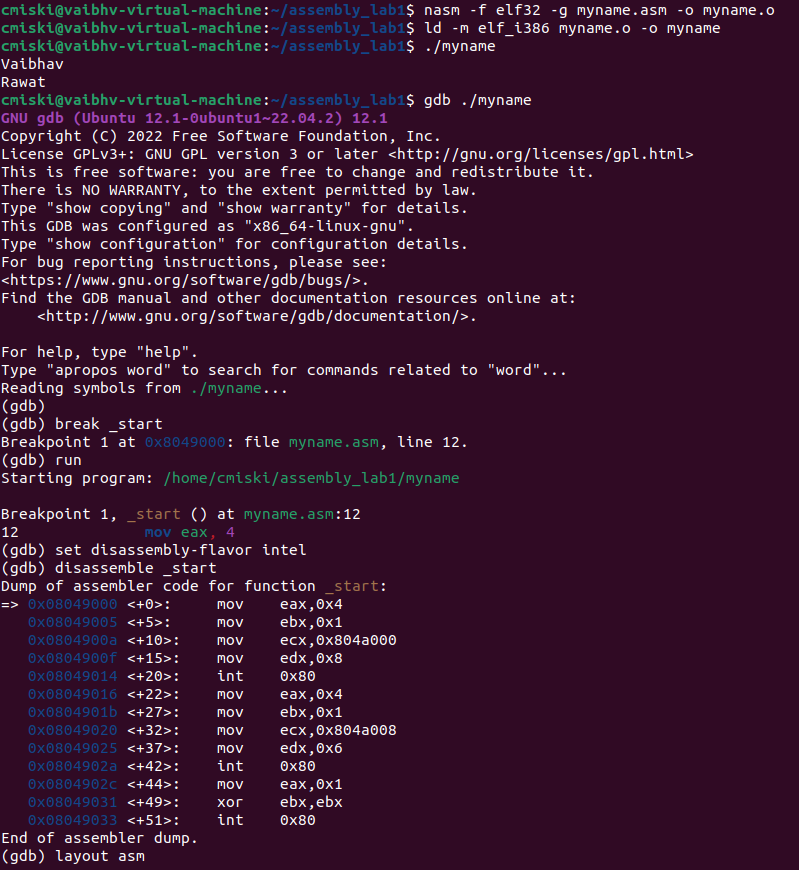 cmiski@vaibhv-virtual-machine:~/assembly_lab1$ nasm -f elf32 -g myname.asm -o myname.o
cmiski@vaibhv-virtual-machine:~/assembly_lab1$ ld -m elf_i386 myname.o -o myname
cmiski@vaibhv-virtual-machine:~/assembly_lab1$ ./myname
Vaibhav
Rawat
cmiski@vaibhv-virtual-machine:~/assembly_lab1$ gdb ./myname
GNU gdb (Ubuntu 12.1-0ubuntu1~22.04.2) 12.1
Copyright (C) 2022 Free Software Foundation, Inc.
License GPLv3+: GNU GPL version 3 or later <http://gnu.org/licenses/gpl.html>
This is free software: you are free to change and redistribute it.
There is NO WARRANTY, to the extent permitted by law.
Type "show copying" and "show warranty" for details.
This GDB was configured as "x86_64-linux-gnu".
Type "show configuration" for configuration details.
For bug reporting instructions, please see:
<https://www.gnu.org/software/gdb/bugs/>.
Find the GDB manual and other documentation resources online at:
    <http://www.gnu.org/software/gdb/documentation/>.

For help, type "help".
Type "apropos word" to search for commands related to "word"...
Reading symbols from ./myname...
(gdb)
(gdb) break _start
Breakpoint 1 at 0x8049000: file myname.asm, line 12.
(gdb) run
Starting program: /home/cmiski/assembly_lab1/myname

Breakpoint 1, _start () at myname.asm:12
12              mov eax, 4
(gdb) set disassembly-flavor intel
(gdb) disassemble _start
Dump of assembler code for function _start:
=> 0x08049000 <+0>:     mov    eax,0x4
   0x08049005 <+5>:     mov    ebx,0x1
   0x0804900a <+10>:    mov    ecx,0x804a000
   0x0804900f <+15>:    mov    edx,0x8
   0x08049014 <+20>:    int    0x80
   0x08049016 <+22>:    mov    eax,0x4
   0x0804901b <+27>:    mov    ebx,0x1
   0x08049020 <+32>:    mov    ecx,0x804a008
   0x08049025 <+37>:    mov    edx,0x6
   0x0804902a <+42>:    int    0x80
   0x0804902c <+44>:    mov    eax,0x1
   0x08049031 <+49>:    xor    ebx,ebx
   0x08049033 <+51>:    int    0x80
End of assembler dump.
(gdb) layout asm